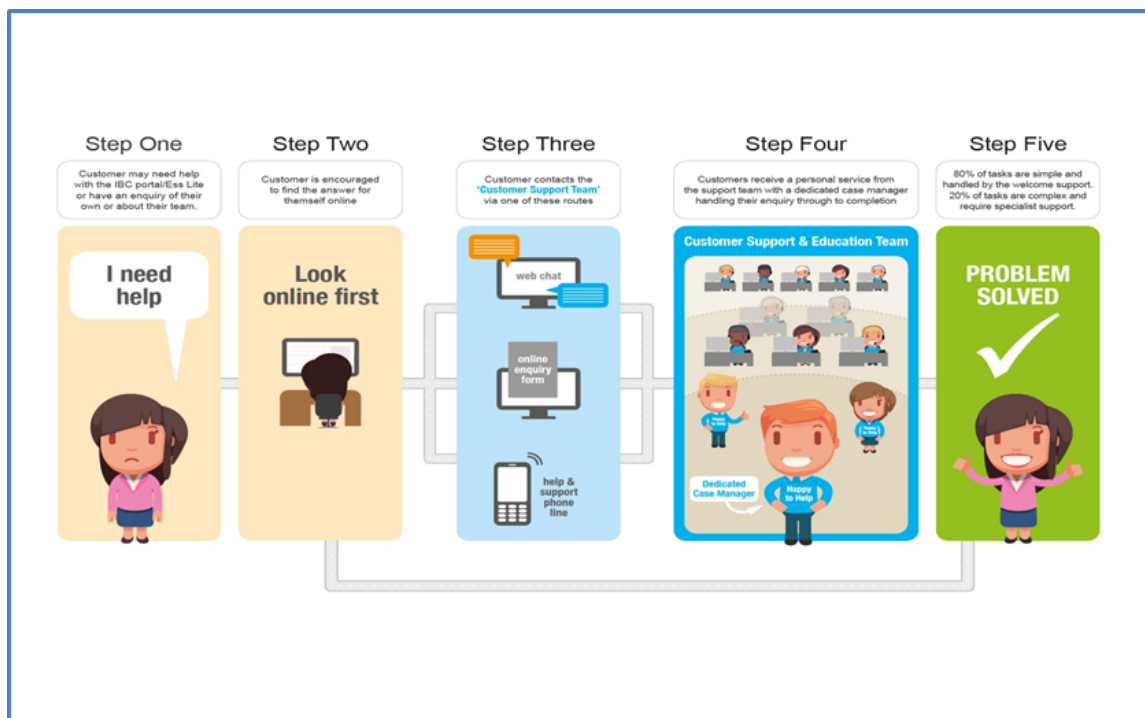 Step One
Customer may need help
with the IBC portal/Ess Lite
or have an enquiry of their
own or about their team.
I need
help
Step Two
Customer is encouraged
to find the answer for
themself online
Look
online first
Step Three
Customer contacts the
'Customer Support Team'
via one of these routes
web chat
online
enquiry
form
help &
support
phone
line
Step Four
Customers receive a personal service from
the support team with a dedicated case manager
handling their enquiry through to completion
Customer Support & Education Team
Happy
to Help
Happy
to Help
Happy
to Help
Dedicated
Case Manager
Step Five
80% of tasks are simple and
handled by the welcome support.
20% of tasks are complex and
require specialist support.
PROBLEM
SOLVED